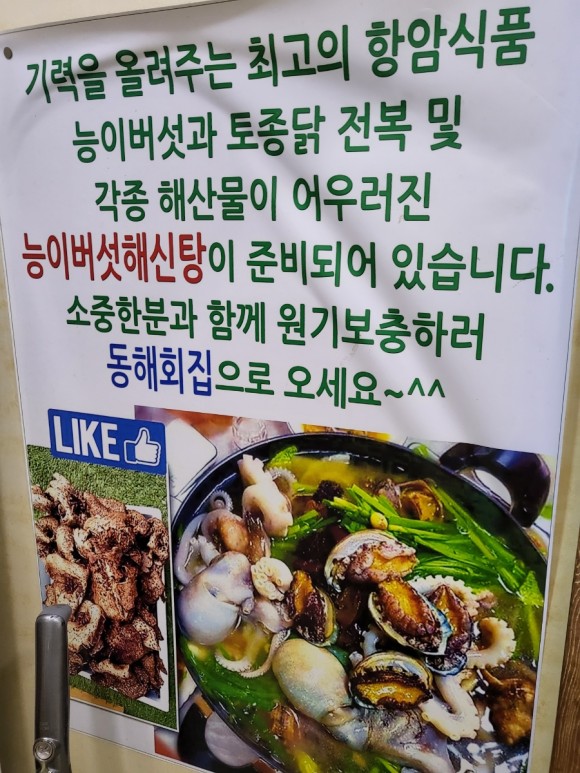 기력을 올려주는 최고의 항암식품
능이버섯과 토종닭 전복 및
각종 해산물이 어우러진
능이버섯해신탕이 준비되어 있습니다.
소중한분과 함께 원기보충하러
동해회집으로 오세요~^^
LIKE